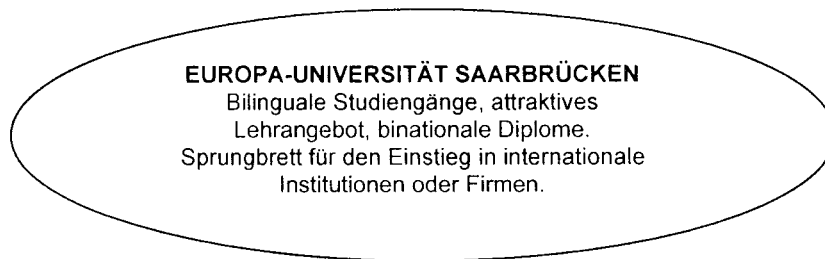 EUROPA-UNIVERSITÄT SAARBRÜCKEN
Bilinguale Studiengänge, attraktives
Lehrangebot, binationale Diplome.
Sprungbrett für den Einstieg in internationale
Institutionen oder Firmen.